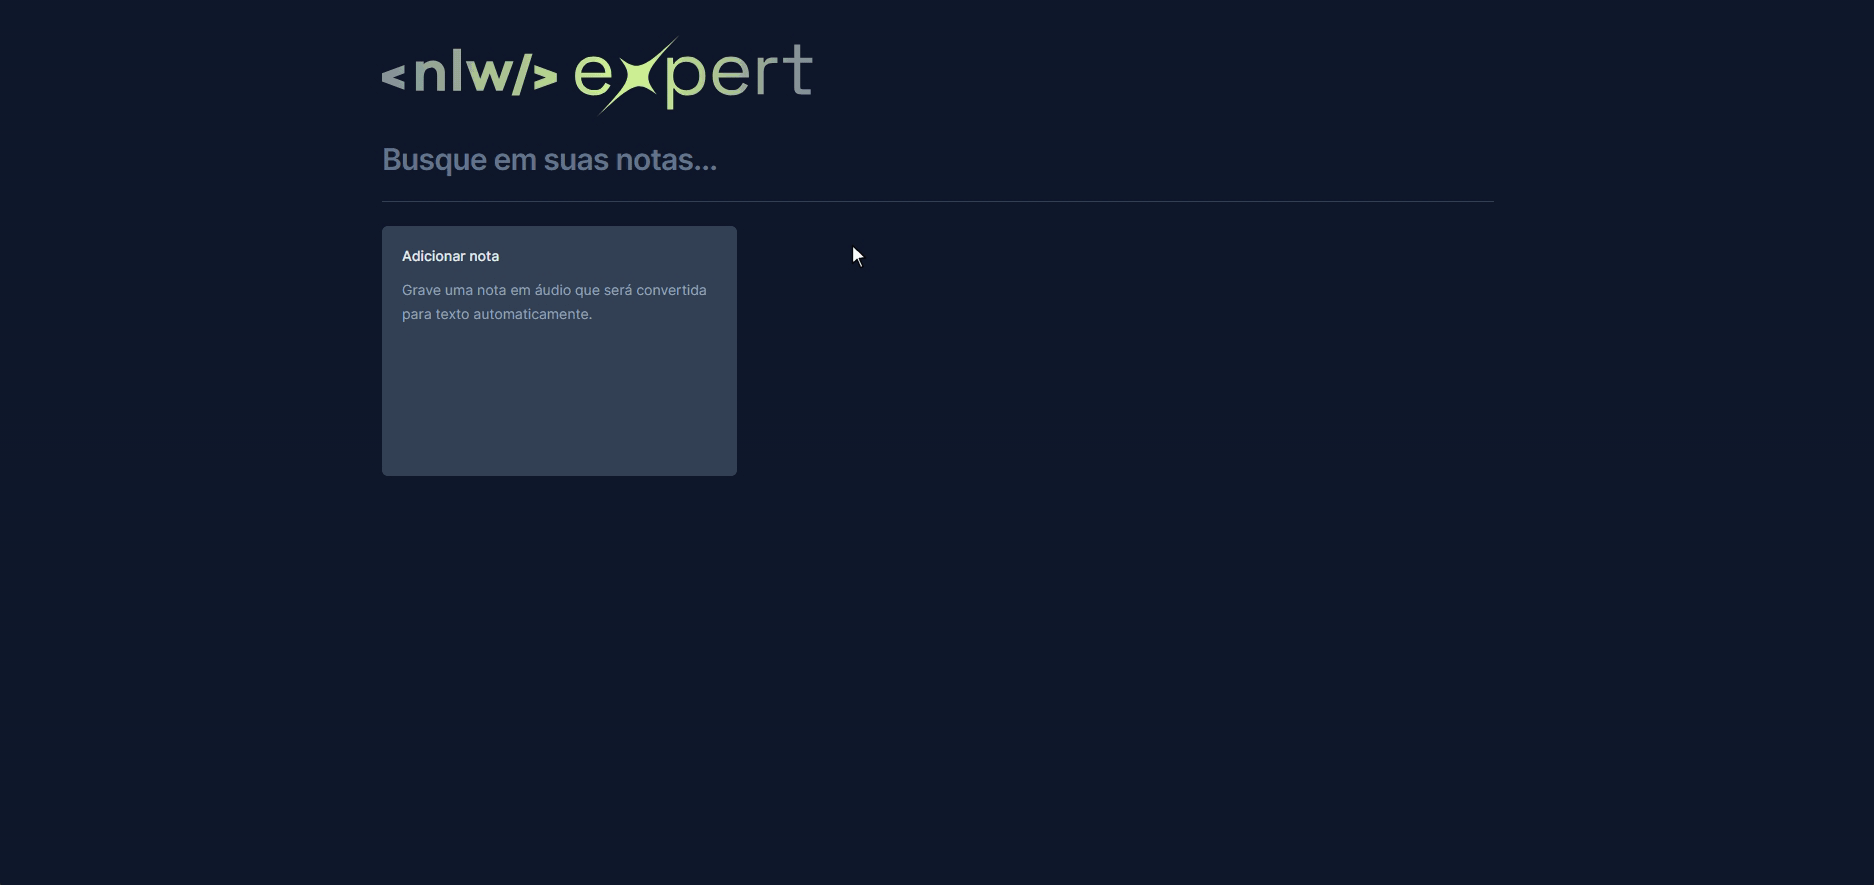 <nlw/> expert
Busque em suas notas...
Adicionar nota
Grave uma nota em áudio que será convertida
para texto automaticamente.